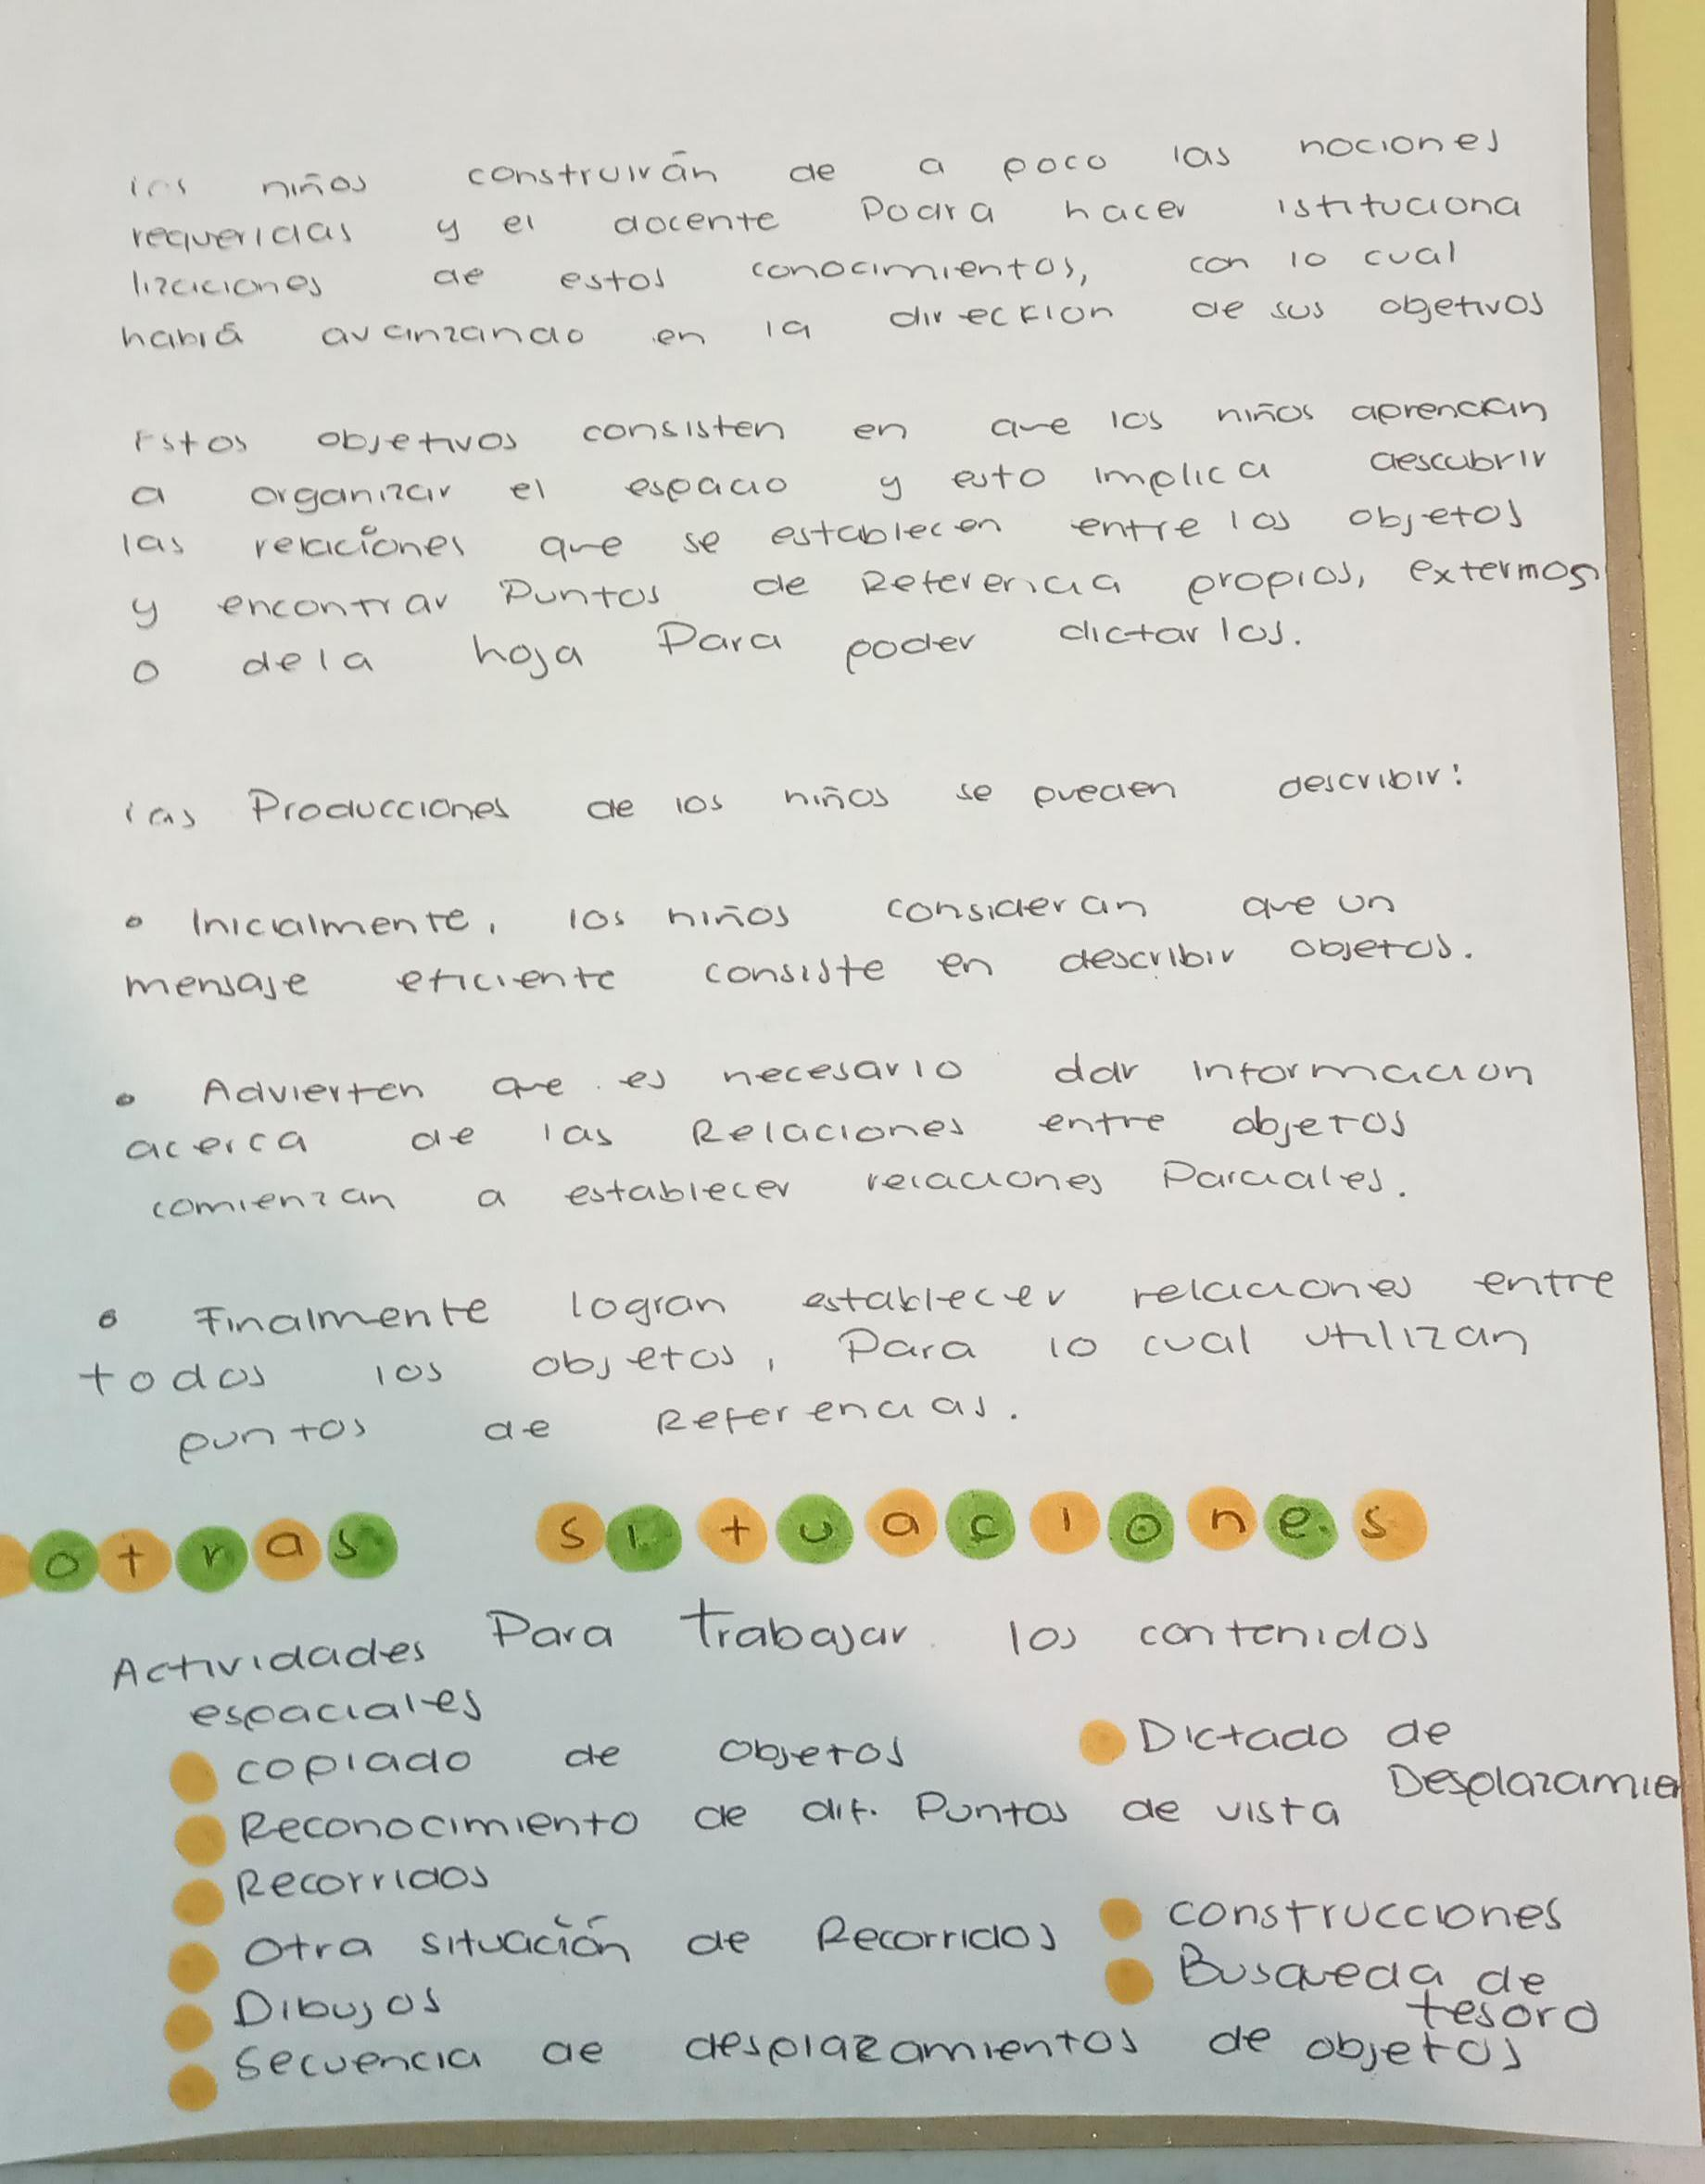 los niños construirán de a poco las nociones
requeridas y el docente Podra hacer istituciona
lizaciones de estos conocimientos, con lo cual
habrá avanzando en la direccion de sus objetivos
Estos objetivos consisten en que los niños aprendan
a organizar el espacio y esto implica descubrir
las relaciones que se establecen entre los objetos
y encontrar Puntos de Referencia propios, extermos
o dela hoja Para poder dictarlos.
las Producciones de los niños se pueden describir:
• Inicialmente, los niños consideran que un
mensaje eficiente consiste en describir objetos.
• Advierten que es necesario dar informacion
acerca de las Relaciones entre objetos
comienzan a establecer relaciones Parciales.
• Finalmente logran establecer relaciones entre
todos los objetos, Para lo cual utilizan
puntos de Referencias.
otras situaciones
Actividades Para trabajar los contenidos
espaciales
copiado de Objetos
Dictado de
Desplazamie
Reconocimiento de dif. Puntos de vista
Recorridos
Otra situación de Recorridos
construcciones
Dibujos
Busqueda de
tesoro
Secuencia de desplazamientos de objetos